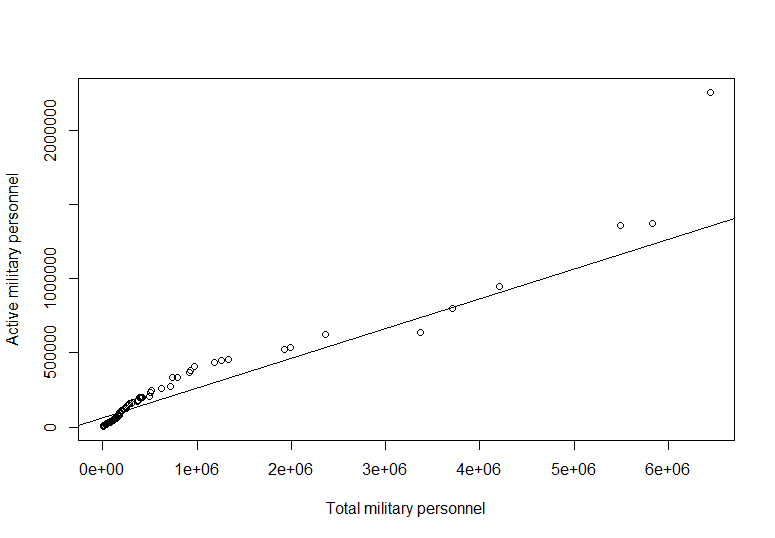 Active military personnel
2000000
1000000
500000
0
0e+00 1e+06 2e+06 3e+06 4e+06 5e+06 6e+06
Total military personnel